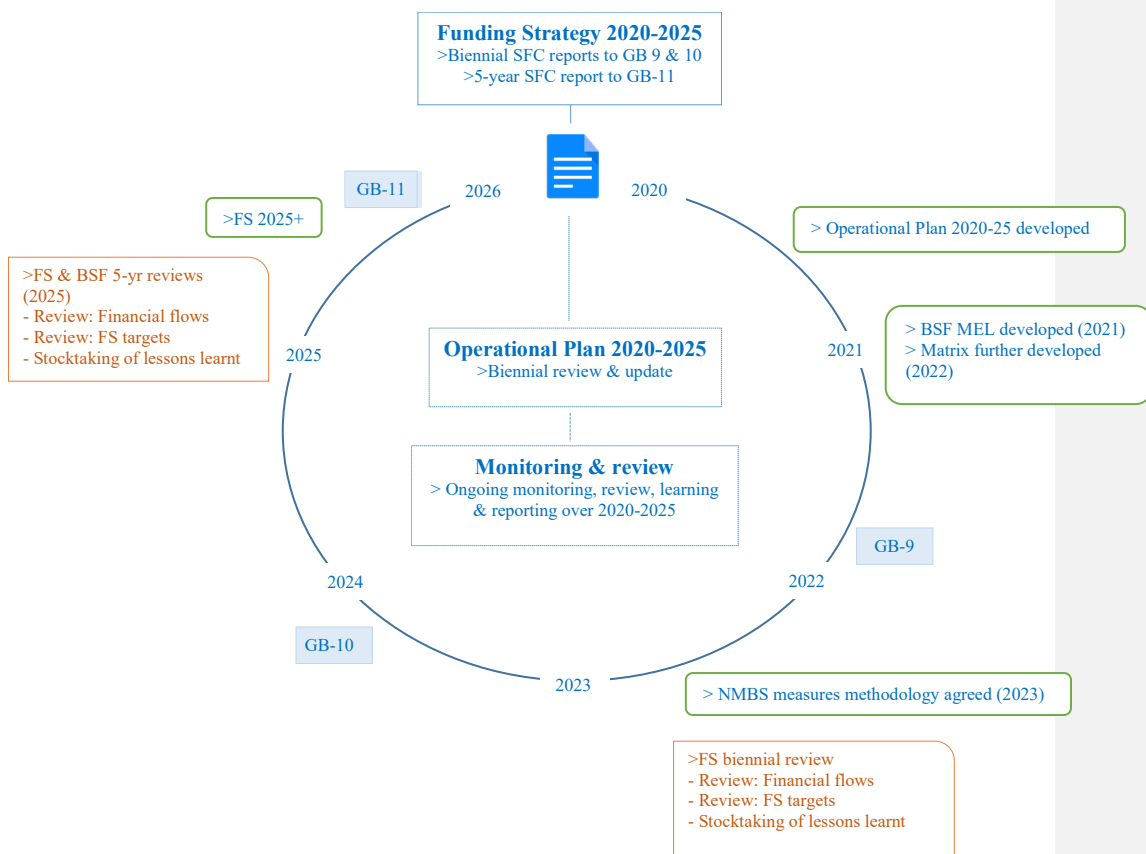 Funding Strategy 2020-2025
>Biennial SFC reports to GB 9 & 10
>5-year SFC report to GB-11
GB-11
2026
2020
>FS 2025+
> Operational Plan 2020-25 developed
>FS & BSF 5-yr reviews
(2025)
- Review: Financial flows
- Review: FS targets
- Stocktaking of lessons learnt
2025
Operational Plan 2020-2025
>Biennial review & update
2021
> BSF MEL developed (2021)
> Matrix further developed
(2022)
Monitoring & review
> Ongoing monitoring, review, learning
& reporting over 2020-2025
GB-9
2024
2022
GB-10
2023
> NMBS measures methodology agreed (2023)
>FS biennial review
- Review: Financial flows
- Review: FS targets
- Stocktaking of lessons learnt